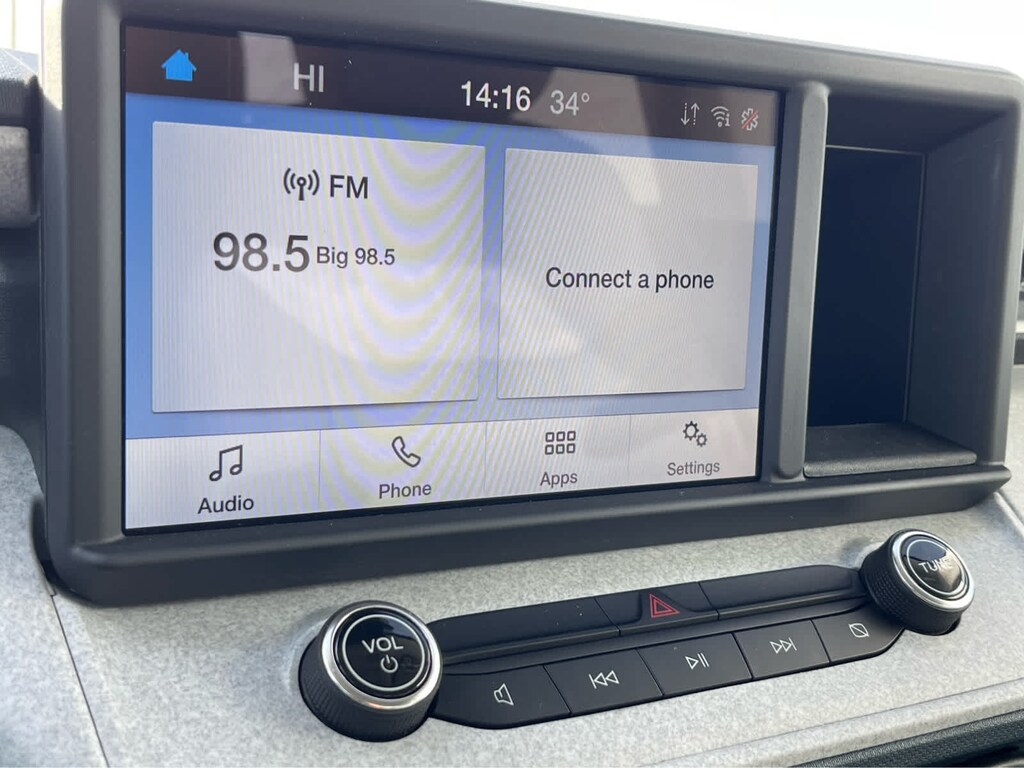 HI
14:16 34°
FM
98.5 Big 98.5
Connect a phone
Audio
Phone
Apps
Settings
VOL
TUNE